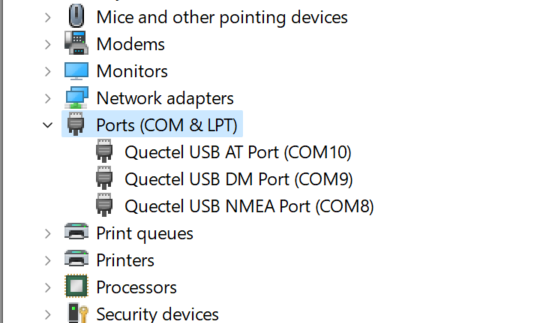 Mice and other pointing devices
Modems
Monitors
Network adapters
Ports (COM & LPT)
Quectel USB AT Port (COM10)
Quectel USB DM Port (COM9)
Quectel USB NMEA Port (COM8)
Print queues
Printers
Processors
Security devices